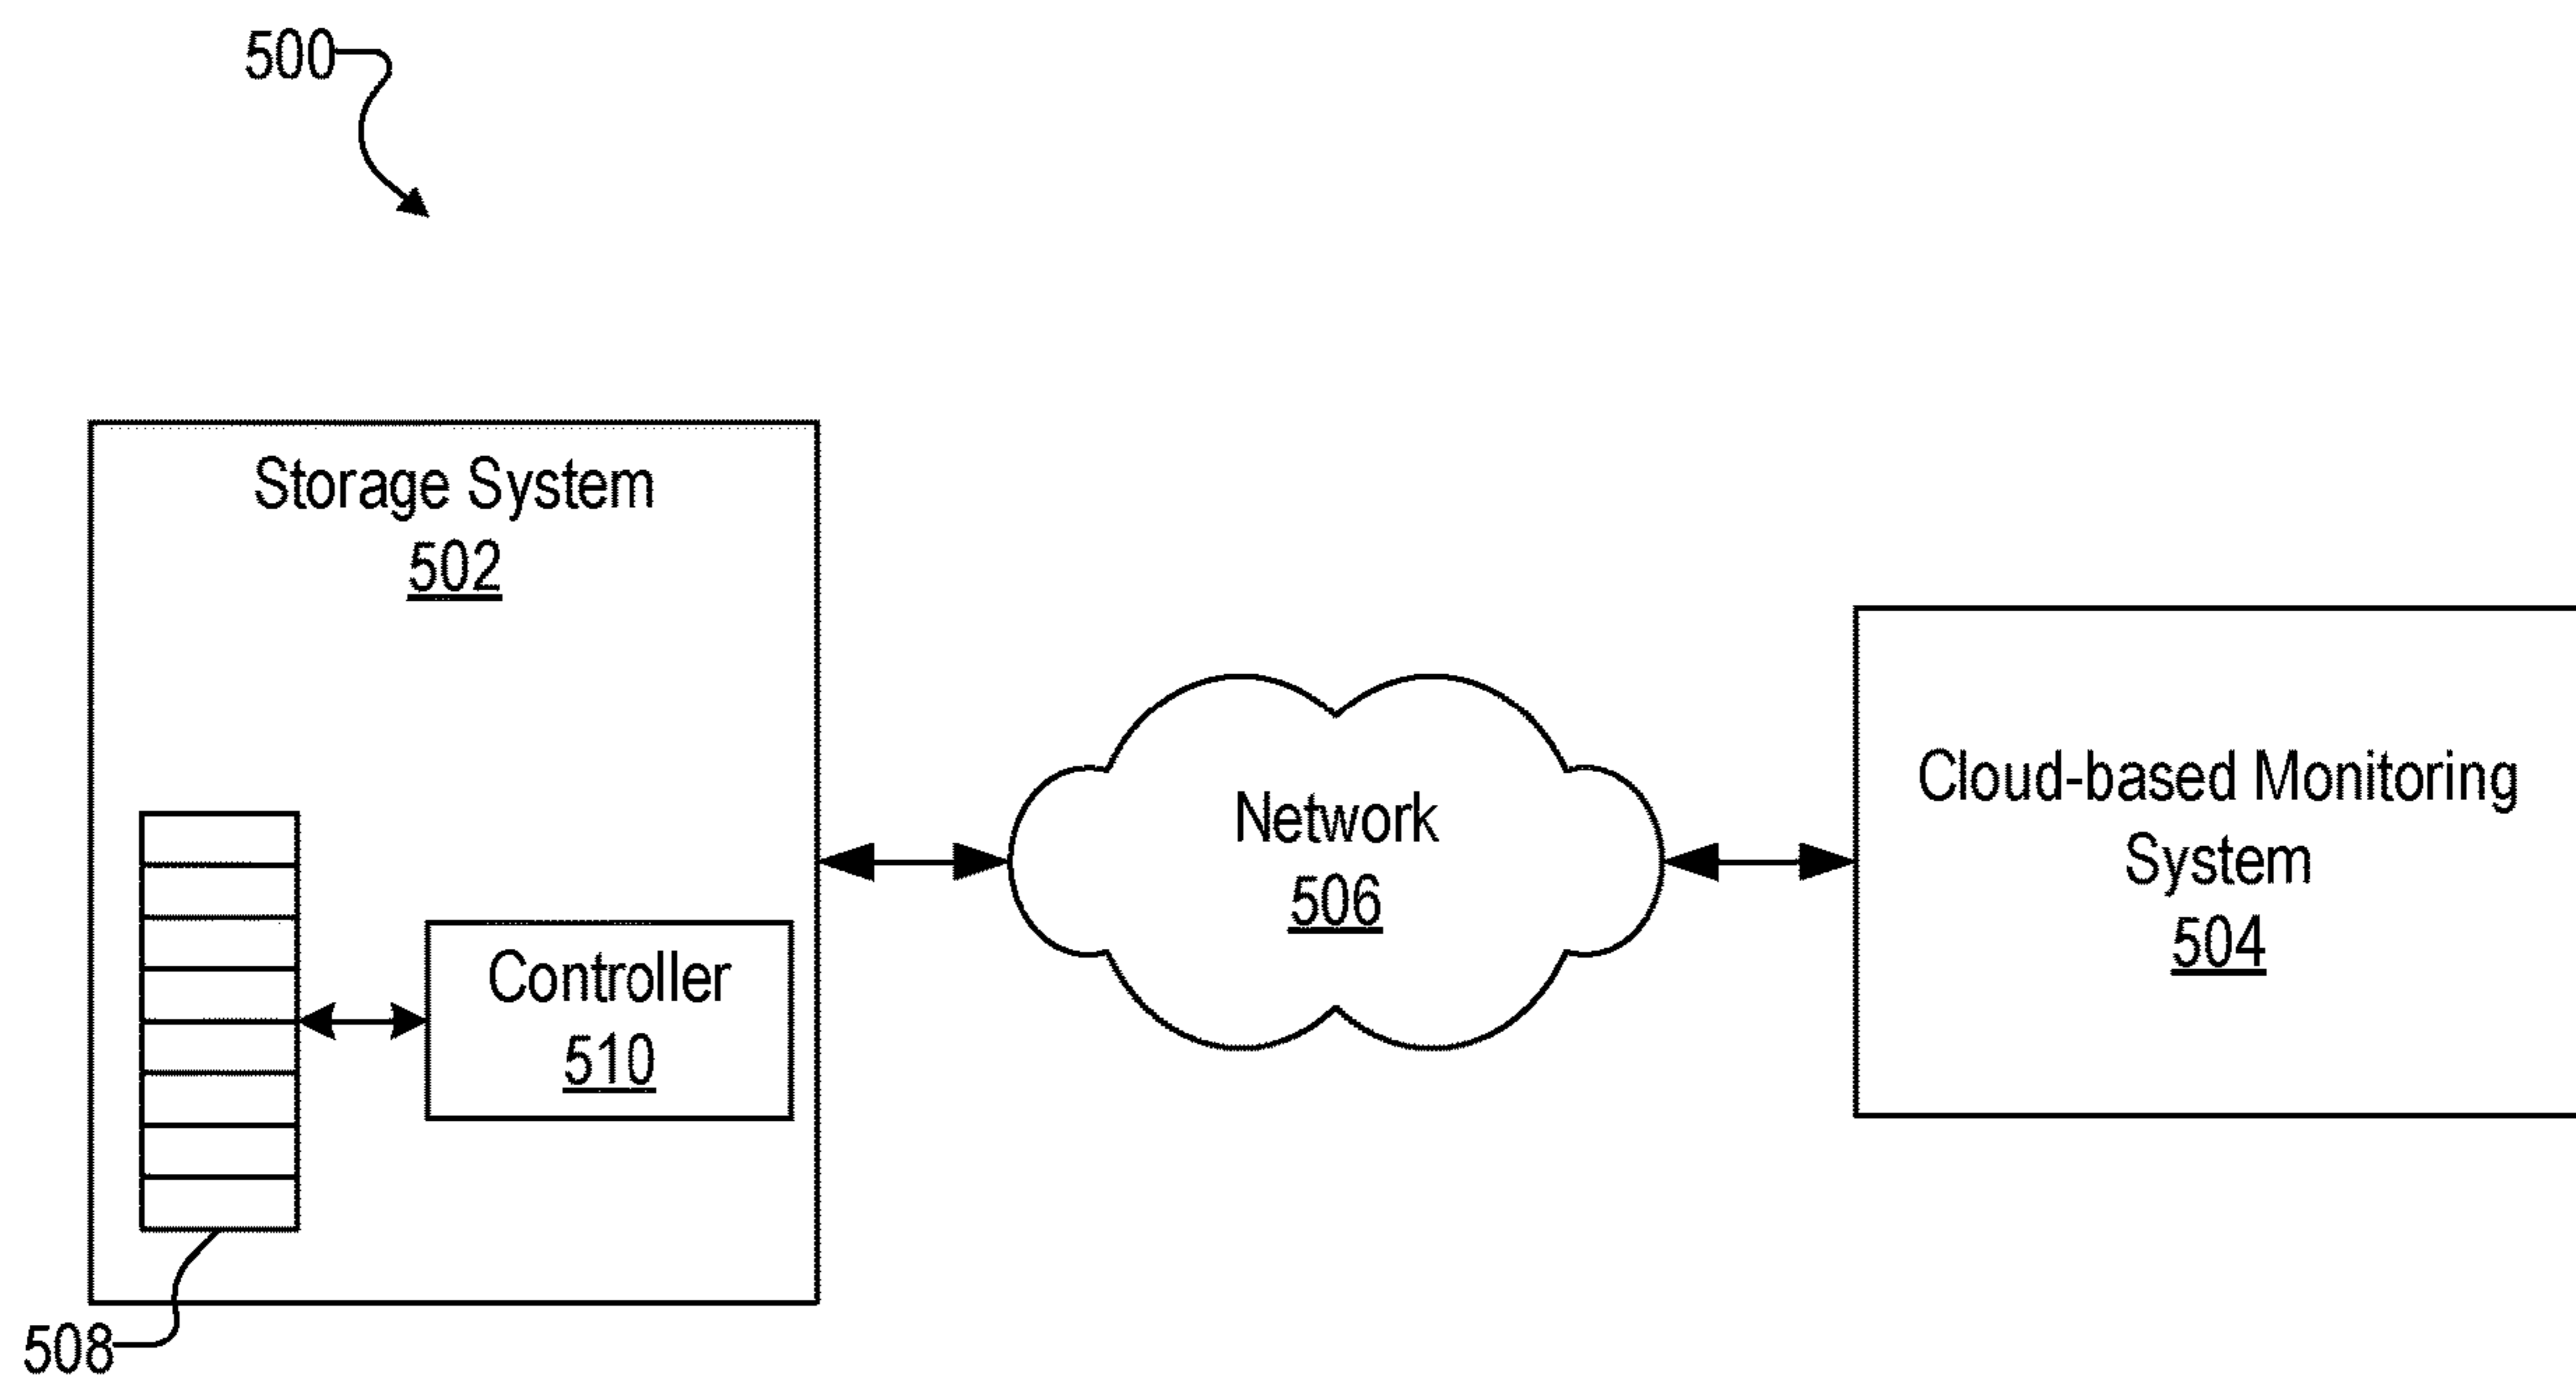 500
Storage System
502
Controller
510
508
Network
506
Cloud-based Monitoring
System
504